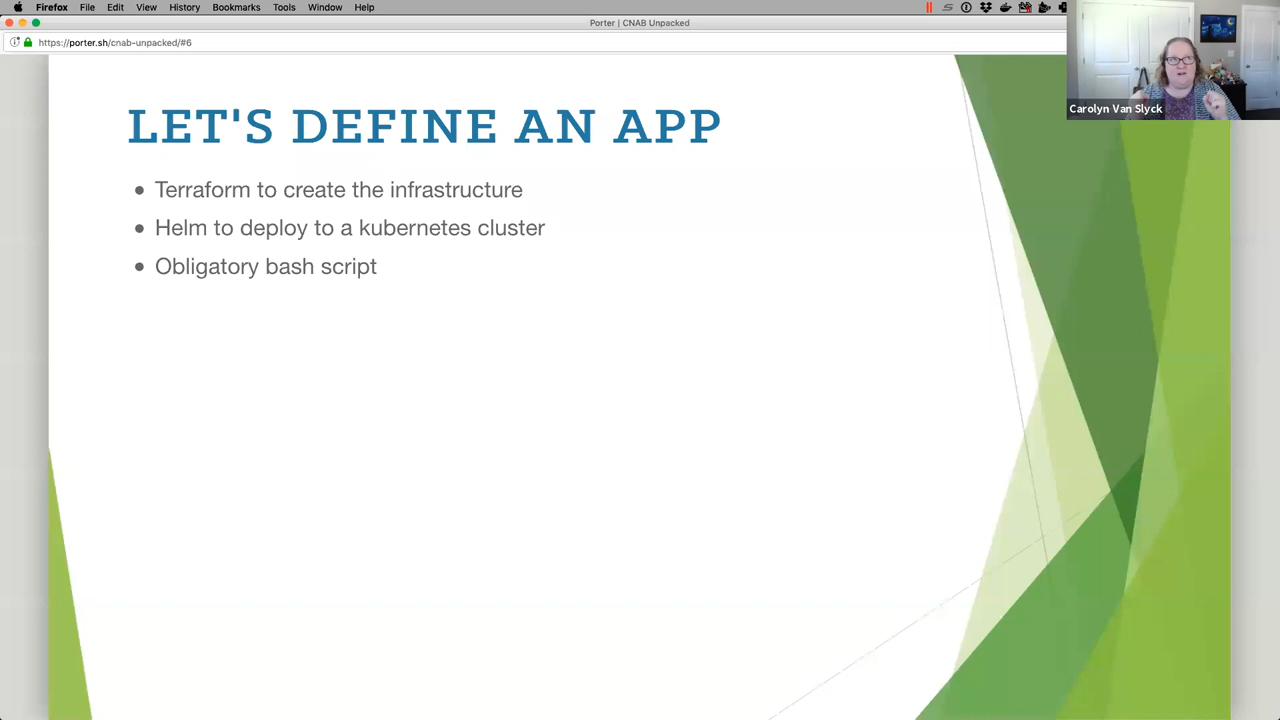 Firefox File Edit View History Bookmarks Tools Window Help
Porter | CNAB Unpacked
https://porter.sh/cnab-unpacked/#6
Carolyn Van Slyck
LET'S DEFINE AN APP
• Terraform to create the infrastructure
• Helm to deploy to a kubernetes cluster
• Obligatory bash script